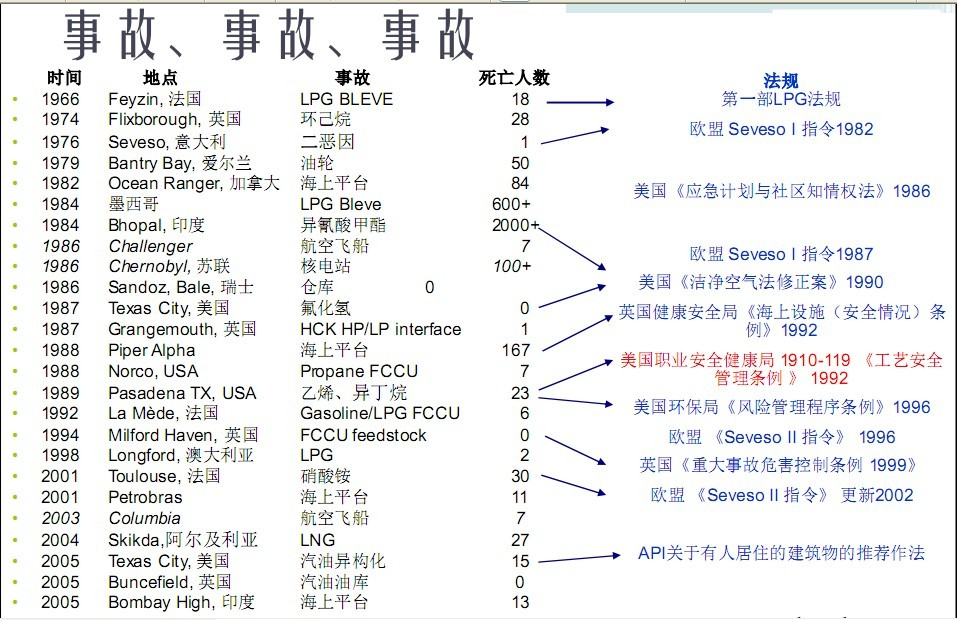 事故、事故、事故
时间 地点 事故 死亡人数 法规
1966 Feyzin, 法国 LPG BLEVE 18 第一部LPG法规
1974 Flixborough, 英国 环己烷 28
欧盟 Seveso I 指令1982
1976 Seveso, 意大利 二恶因 1
1979 Bantry Bay, 爱尔兰 油轮 50
1982 Ocean Ranger, 加拿大 海上平台 84
美国《应急计划与社区知情权法》1986
1984 墨西哥 LPG Bleve 600+
1984 Bhopal, 印度 异氰酸甲酯 2000+
1986 Challenger 航空飞船 7
欧盟 Seveso I 指令1987
1986 Chernobyl, 苏联 核电站 100+
1986 Sandoz, Bale, 瑞士 仓库 0
美国《洁净空气法修正案》1990
1987 Texas City, 美国 氟化氢 0
英国健康安全局《海上设施（安全情况）条
例》1992
1987 Grangemouth, 英国 HCK HP/LP interface 1
1988 Piper Alpha 海上平台 167
美国职业安全健康局 1910-119 《工艺安全
管理条例 》 1992
1988 Norco, USA Propane FCCU 7
1989 Pasadena TX, USA 乙烯、异丁烷 23
美国环保局《风险管理程序条例》1996
1992 La Mède, 法国 Gasoline/LPG FCCU 6
1994 Milford Haven, 英国 FCCU feedstock 0
欧盟 《Seveso II 指令》 1996
1998 Longford, 澳大利亚 LPG 2
英国《重大事故危害控制条例 1999》
2001 Toulouse, 法国 硝酸铵 30
2001 Petrobras 海上平台 11
欧盟 《Seveso II 指令》 更新2002
2003 Columbia 航空飞船 7
2004 Skikda,阿尔及利亚 LNG 27
API关于有人居住的建筑物的推荐作法
2005 Texas City, 美国 汽油异构化 15
2005 Buncefield, 英国 汽油油库 0
2005 Bombay High, 印度 海上平台 13